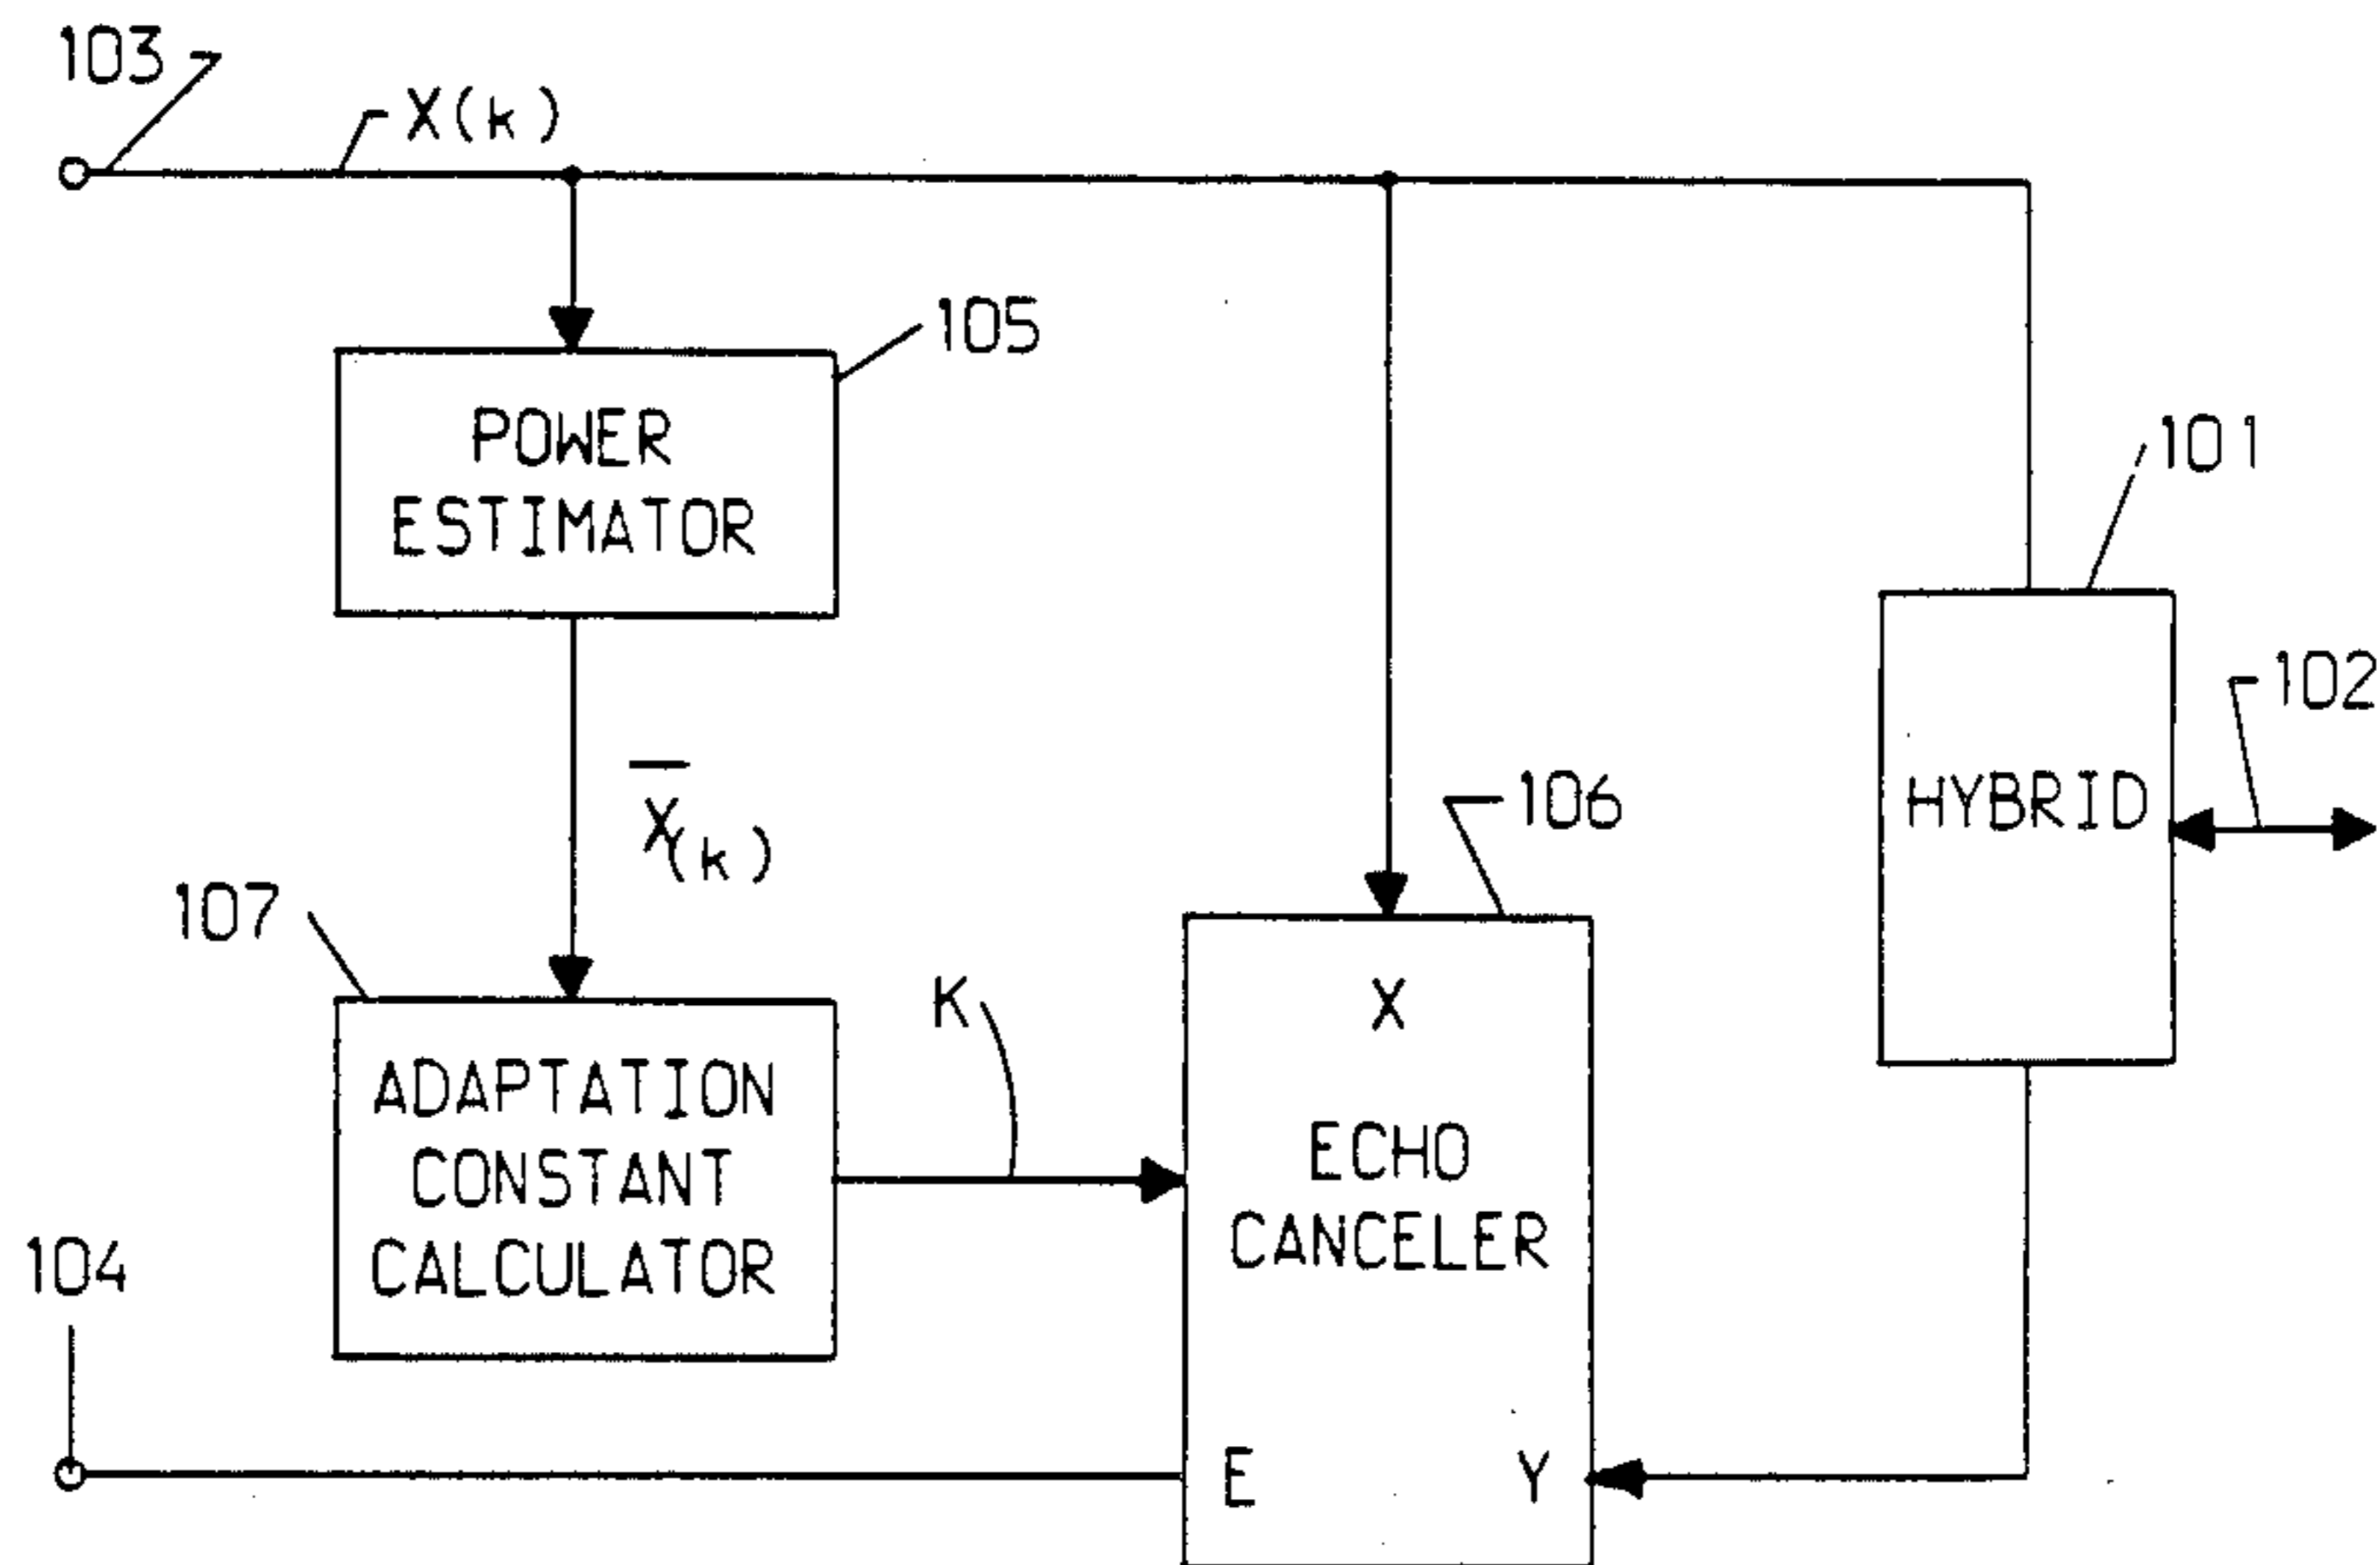 103
X(k)
105
POWER
ESTIMATOR
101
102
HYBRID
106
X̅(k)
107
K
X
ADAPTATION
CONSTANT
CALCULATOR
ECHO
CANCELER
104
E
Y